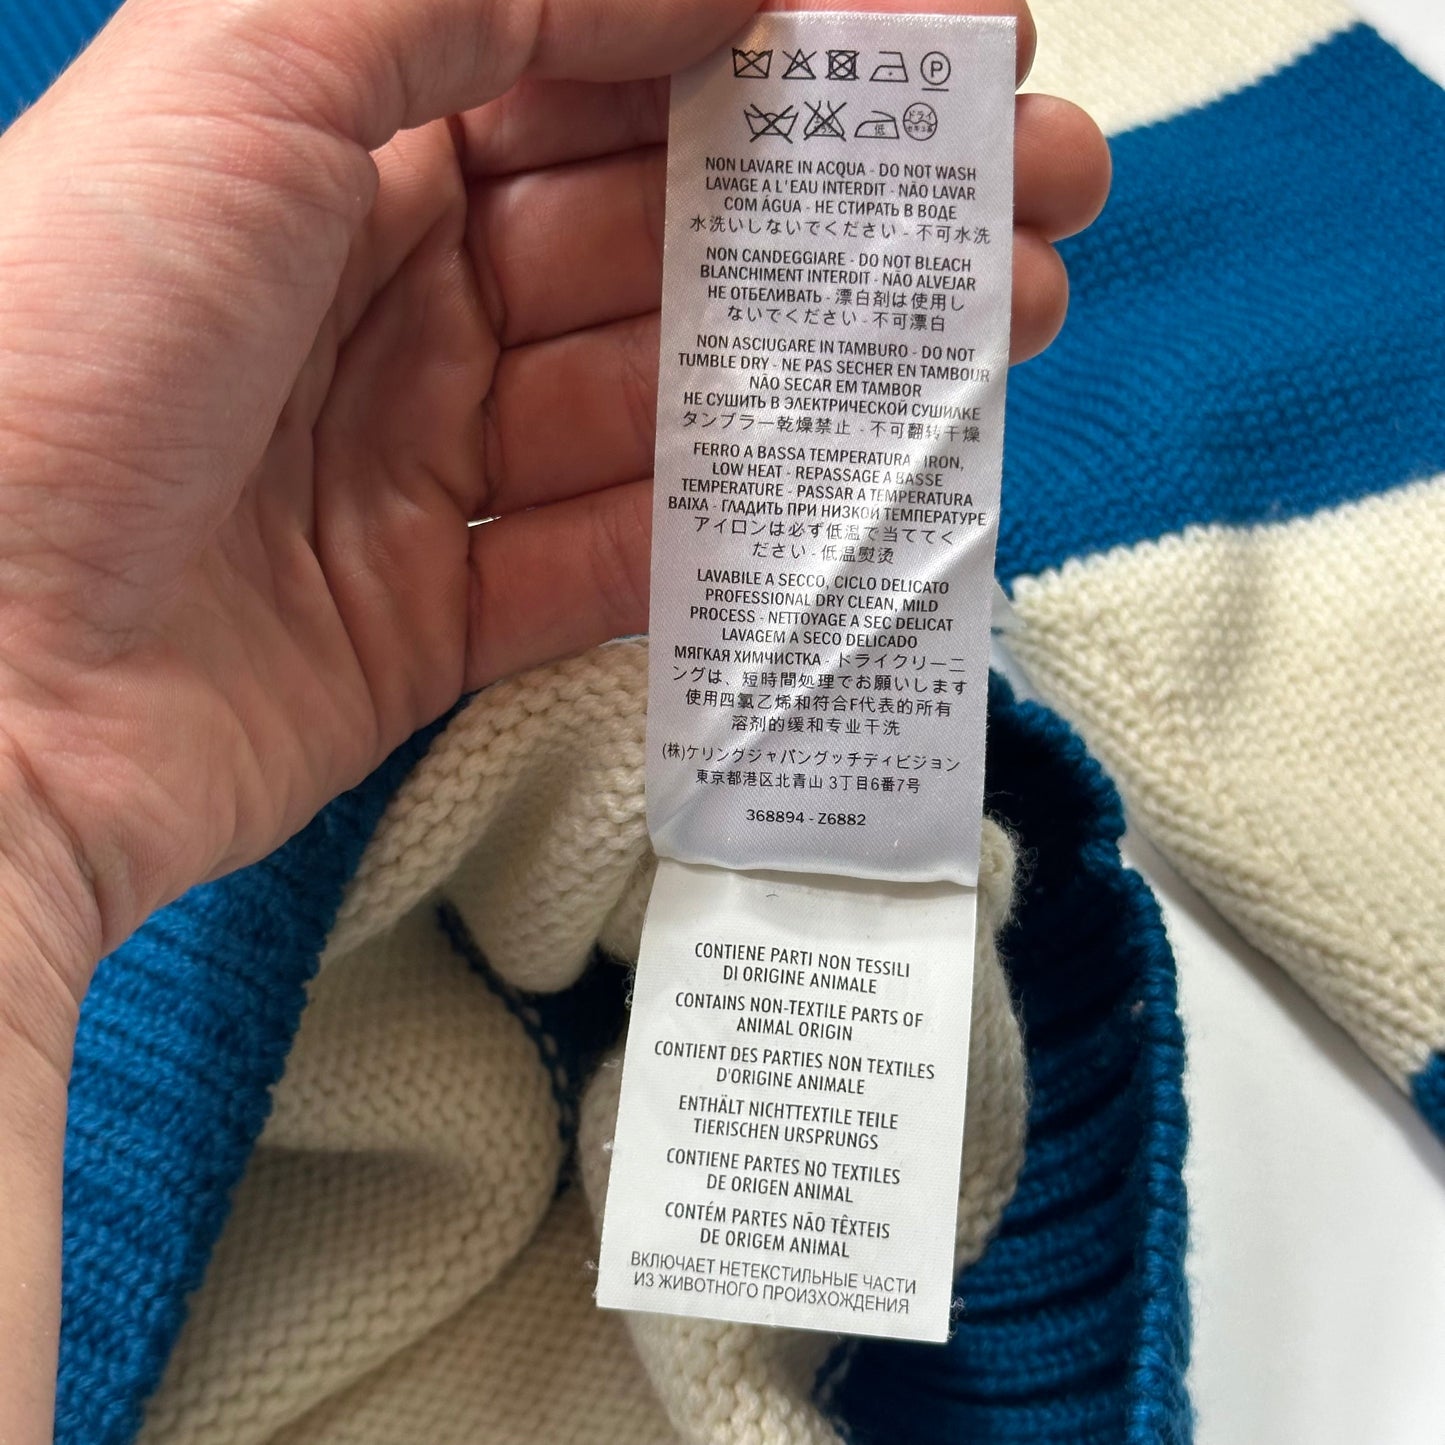 P
低
ドライ
セキユ系
NON LAVARE IN ACQUA - DO NOT WASH
LAVAGE A L'EAU INTERDIT - NÃO LAVAR
COM ÁGUA - НЕ СТИРАТЬ В ВОДЕ
水洗いしないでください - 不可水洗
NON CANDEGGIARE - DO NOT BLEACH
BLANCHIMENT INTERDIT - NÃO ALVEJAR
НЕ ОТБЕЛИВАТЬ - 漂白剤は使用し
ないでください - 不可漂白
NON ASCIUGARE IN TAMBURO - DO NOT
TUMBLE DRY - NE PAS SECHER EN TAMBOUR
NÃO SECAR EM TAMBOR
НЕ СУШИТЬ В ЭЛЕКТРИЧЕСКОЙ СУШИЛКЕ
タンブラー乾燥禁止 - 不可翻转干燥
FERRO A BASSA TEMPERATURA - IRON,
LOW HEAT - REPASSAGE A BASSE
TEMPERATURE - PASSAR A TEMPERATURA
BAIXA - ГЛАДИТЬ ПРИ НИЗКОЙ ТЕМПЕРАТУРЕ
アイロンは必ず低温で当ててく
ださい - 低温熨烫
LAVABILE A SECCO, CICLO DELICATO
PROFESSIONAL DRY CLEAN, MILD
PROCESS - NETTOYAGE A SEC DELICAT
LAVAGEM A SECO DELICADO
МЯГКАЯ ХИМЧИСТКА - ドライクリーニ
ングは、短時間処理でお願いします
使用四氯乙烯和符合F代表的所有
溶剂的缓和专业干洗
(株)ケリングジャパングッチディビジョン
東京都港区北青山 3丁目6番7号
368894 - Z6882
CONTIENE PARTI NON TESSILI
DI ORIGINE ANIMALE
CONTAINS NON-TEXTILE PARTS OF
ANIMAL ORIGIN
CONTIENT DES PARTIES NON TEXTILES
D'ORIGINE ANIMALE
ENTHÄLT NICHTTEXTILE TEILE
TIERISCHEN URSPRUNGS
CONTIENE PARTES NO TEXTILES
DE ORIGEN ANIMAL
CONTÉM PARTES NÃO TÊXTEIS
DE ORIGEM ANIMAL
ВКЛЮЧАЕТ НЕТЕКСТИЛЬНЫЕ ЧАСТИ
ИЗ ЖИВОТНОГО ПРОИЗХОЖДЕНИЯ